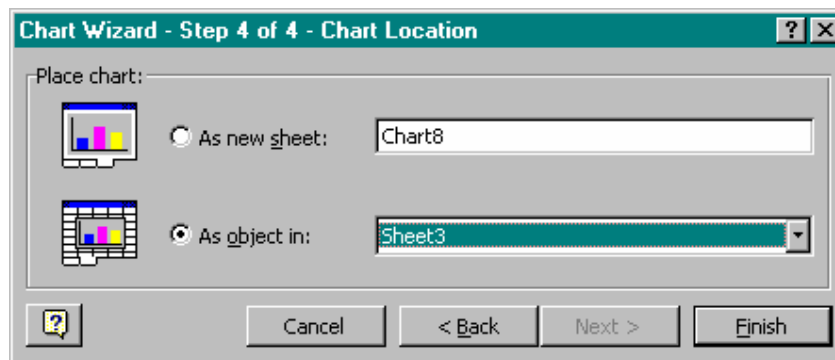 Chart Wizard - Step 4 of 4 - Chart Location
Place chart:
As new sheet: Chart8
As object in: Sheet3
Cancel < Back Next > Finish